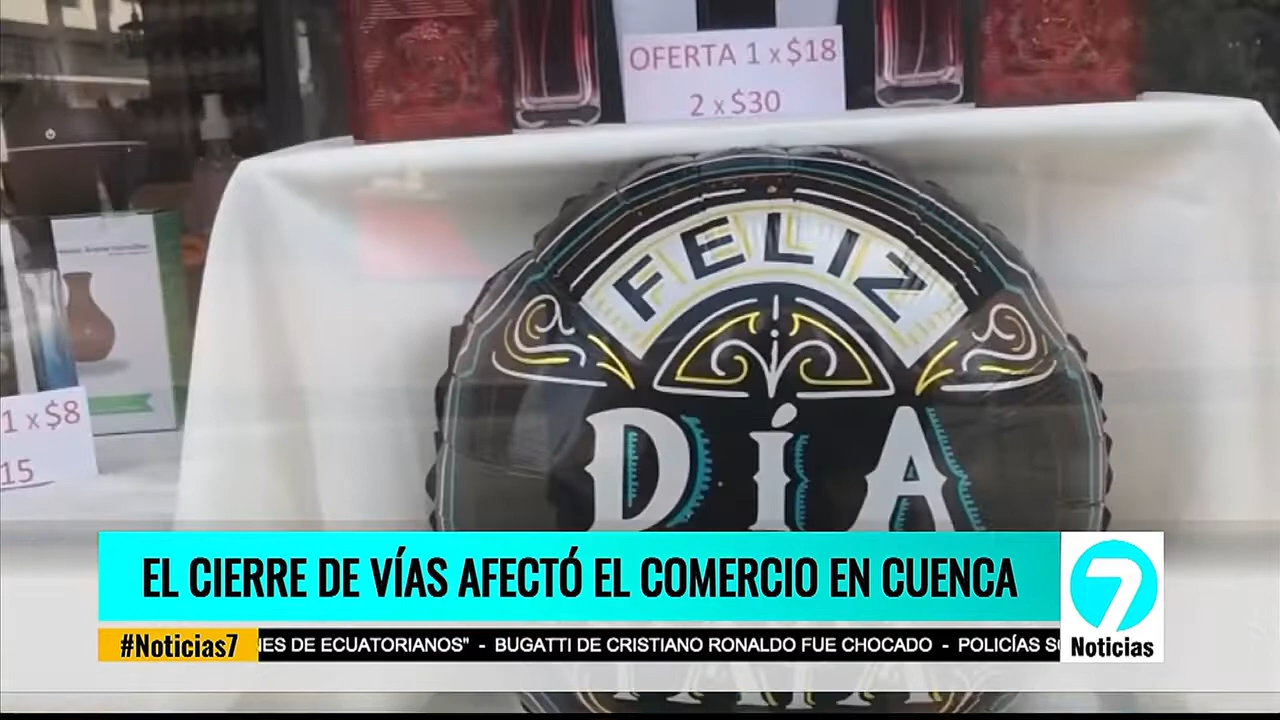 OFERTA 1 x $18
2 x $30
FELIZ
DÍA
1 x $8
15
EL CIERRE DE VÍAS AFECTÓ EL COMERCIO EN CUENCA
7
Noticias
#Noticias7
NES DE ECUATORIANOS" - BUGATTI DE CRISTIANO RONALDO FUE CHOCADO - POLICÍAS